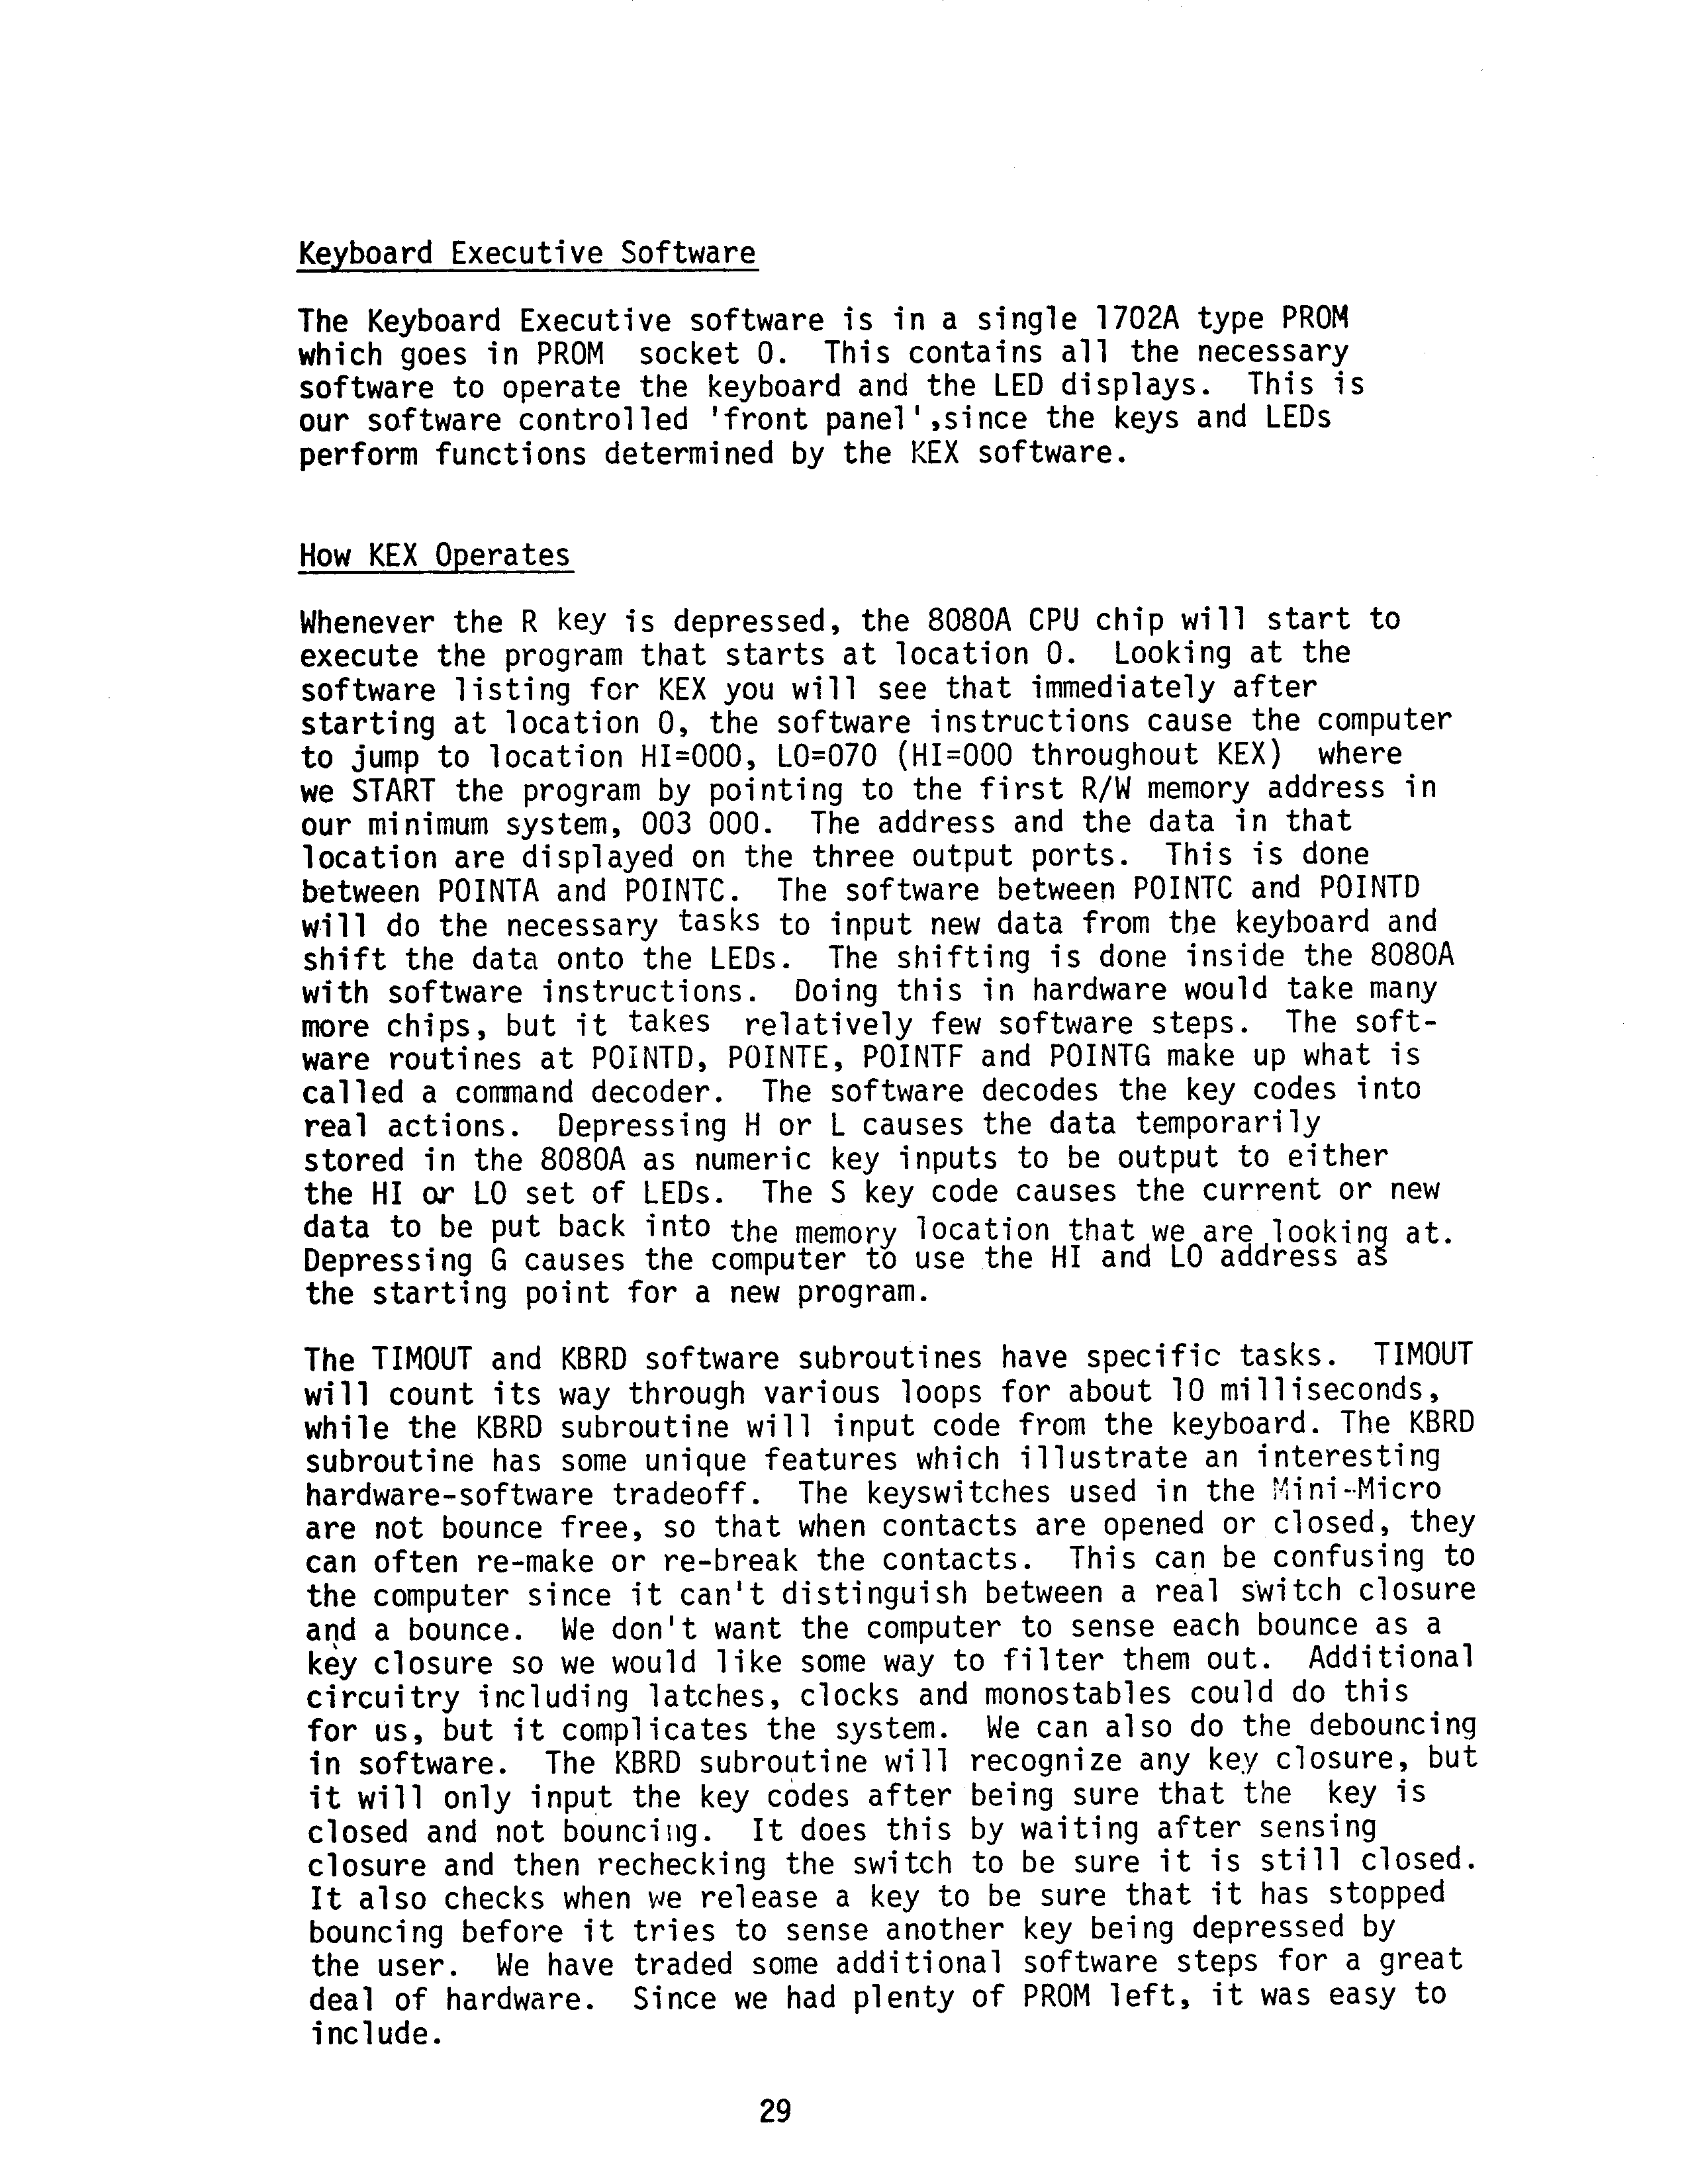 Keyboard Executive Software
The Keyboard Executive software is in a single 1702A type PROM
which goes in PROM socket 0. This contains all the necessary
software to operate the keyboard and the LED displays. This is
our software controlled 'front panel',since the keys and LEDs
perform functions determined by the KEX software.
How KEX Operates
Whenever the R key is depressed, the 8080A CPU chip will start to
execute the program that starts at location 0. Looking at the
software listing for KEX you will see that immediately after
starting at location 0, the software instructions cause the computer
to jump to location HI=000, LO=070 (HI=000 throughout KEX) where
we START the program by pointing to the first R/W memory address in
our minimum system, 003 000. The address and the data in that
location are displayed on the three output ports. This is done
between POINTA and POINTC. The software between POINTC and POINTD
will do the necessary tasks to input new data from the keyboard and
shift the data onto the LEDs. The shifting is done inside the 8080A
with software instructions. Doing this in hardware would take many
more chips, but it takes relatively few software steps. The soft-
ware routines at POINTD, POINTE, POINTF and POINTG make up what is
called a command decoder. The software decodes the key codes into
real actions. Depressing H or L causes the data temporarily
stored in the 8080A as numeric key inputs to be output to either
the HI or LO set of LEDs. The S key code causes the current or new
data to be put back into the memory location that we are looking at.
Depressing G causes the computer to use the HI and LO address as
the starting point for a new program.
The TIMOUT and KBRD software subroutines have specific tasks. TIMOUT
will count its way through various loops for about 10 milliseconds,
while the KBRD subroutine will input code from the keyboard. The KBRD
subroutine has some unique features which illustrate an interesting
hardware-software tradeoff. The keyswitches used in the Mini-Micro
are not bounce free, so that when contacts are opened or closed, they
can often re-make or re-break the contacts. This can be confusing to
the computer since it can't distinguish between a real switch closure
and a bounce. We don't want the computer to sense each bounce as a
key closure so we would like some way to filter them out. Additional
circuitry including latches, clocks and monostables could do this
for us, but it complicates the system. We can also do the debouncing
in software. The KBRD subroutine will recognize any key closure, but
it will only input the key codes after being sure that the key is
closed and not bouncing. It does this by waiting after sensing
closure and then rechecking the switch to be sure it is still closed.
It also checks when we release a key to be sure that it has stopped
bouncing before it tries to sense another key being depressed by
the user. We have traded some additional software steps for a great
deal of hardware. Since we had plenty of PROM left, it was easy to
include.
29